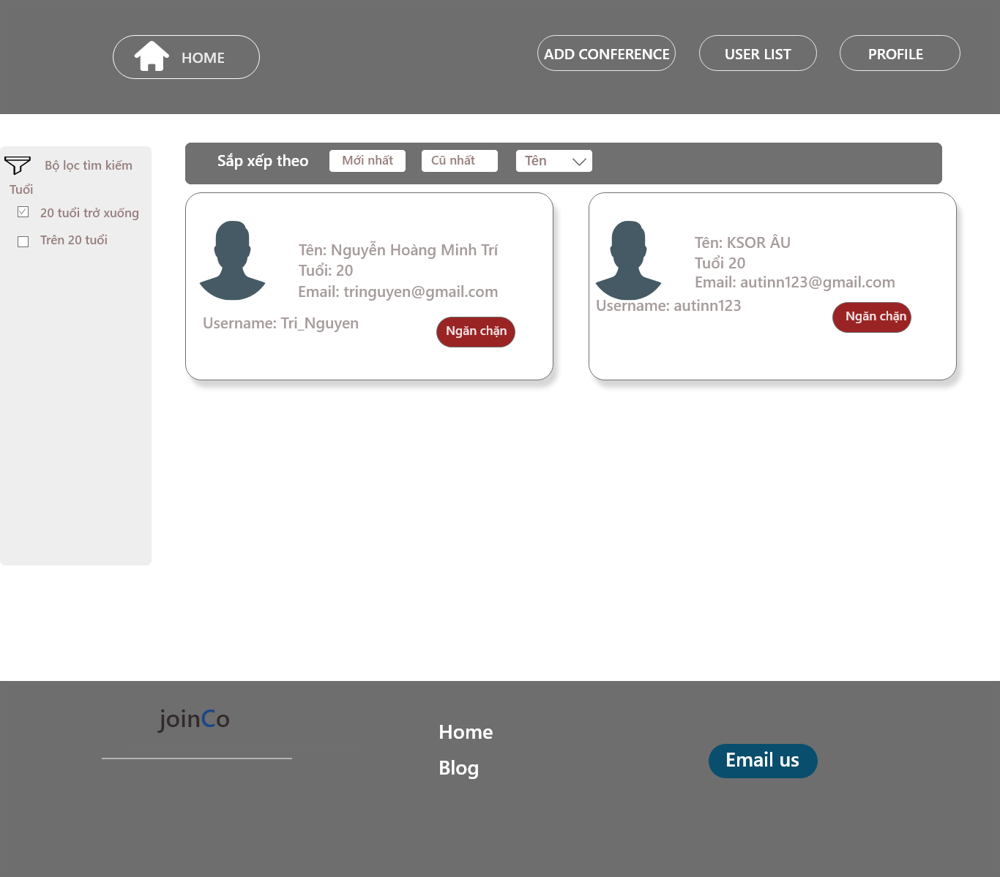 HOME
ADD CONFERENCE
USER LIST
PROFILE
Bộ lọc tìm kiếm
Tuổi
20 tuổi trở xuống
Trên 20 tuổi
Sắp xếp theo
Mới nhất
Cũ nhất
Tên
Tên: Nguyễn Hoàng Minh Trí
Tuổi: 20
Email: tringuyen@gmail.com
Username: Tri_Nguyen
Ngăn chặn
Tên: KSOR ÂU
Tuổi 20
Email: autinn123@gmail.com
Username: autinn123
Ngăn chặn
joinCo
Home
Blog
Email us